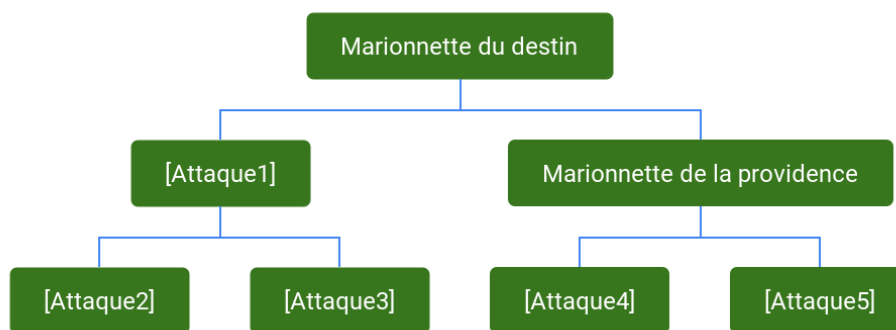 Marionnette du destin
[Attaque1]
Marionnette de la providence
[Attaque2]
[Attaque3]
[Attaque4]
[Attaque5]